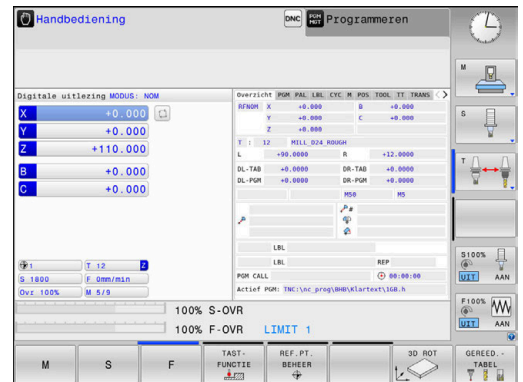 Handbediening
DNC
PGM
MGT
Programmeren
Digitale uitlezing MODUS: NOM
X +0.000
Y +0.000
Z +110.000
B +0.000
C +0.000
1 T 12 Z
S 1800 F 0mm/min
Ovr 100% M 5/9
Overzicht PGM PAL LBL CYC M POS TOOL TT TRANS
RFNOM X +0.000 B +0.000
Y +0.000 C +0.000
Z +0.000
T : 12 MILL_D24_ROUGH
L +90.0000 R +12.0000
DL-TAB +0.0000 DR-TAB +0.0000
DL-PGM +0.0000 DR-PGM +0.0000
M50 M5
P #
LBL
LBL REP
PGM CALL 00:00:00
Actief PGM: TNC:\nc_prog\BHB\Klartext\1GB.h
100% S-OVR
100% F-OVR LIMIT 1
M
S
T
S100%
UIT AAN
F100%
UIT AAN
M
S
F
TAST-
FUNCTIE
REF.PT.
BEHEER
3D ROT
GEREED.-
TABEL